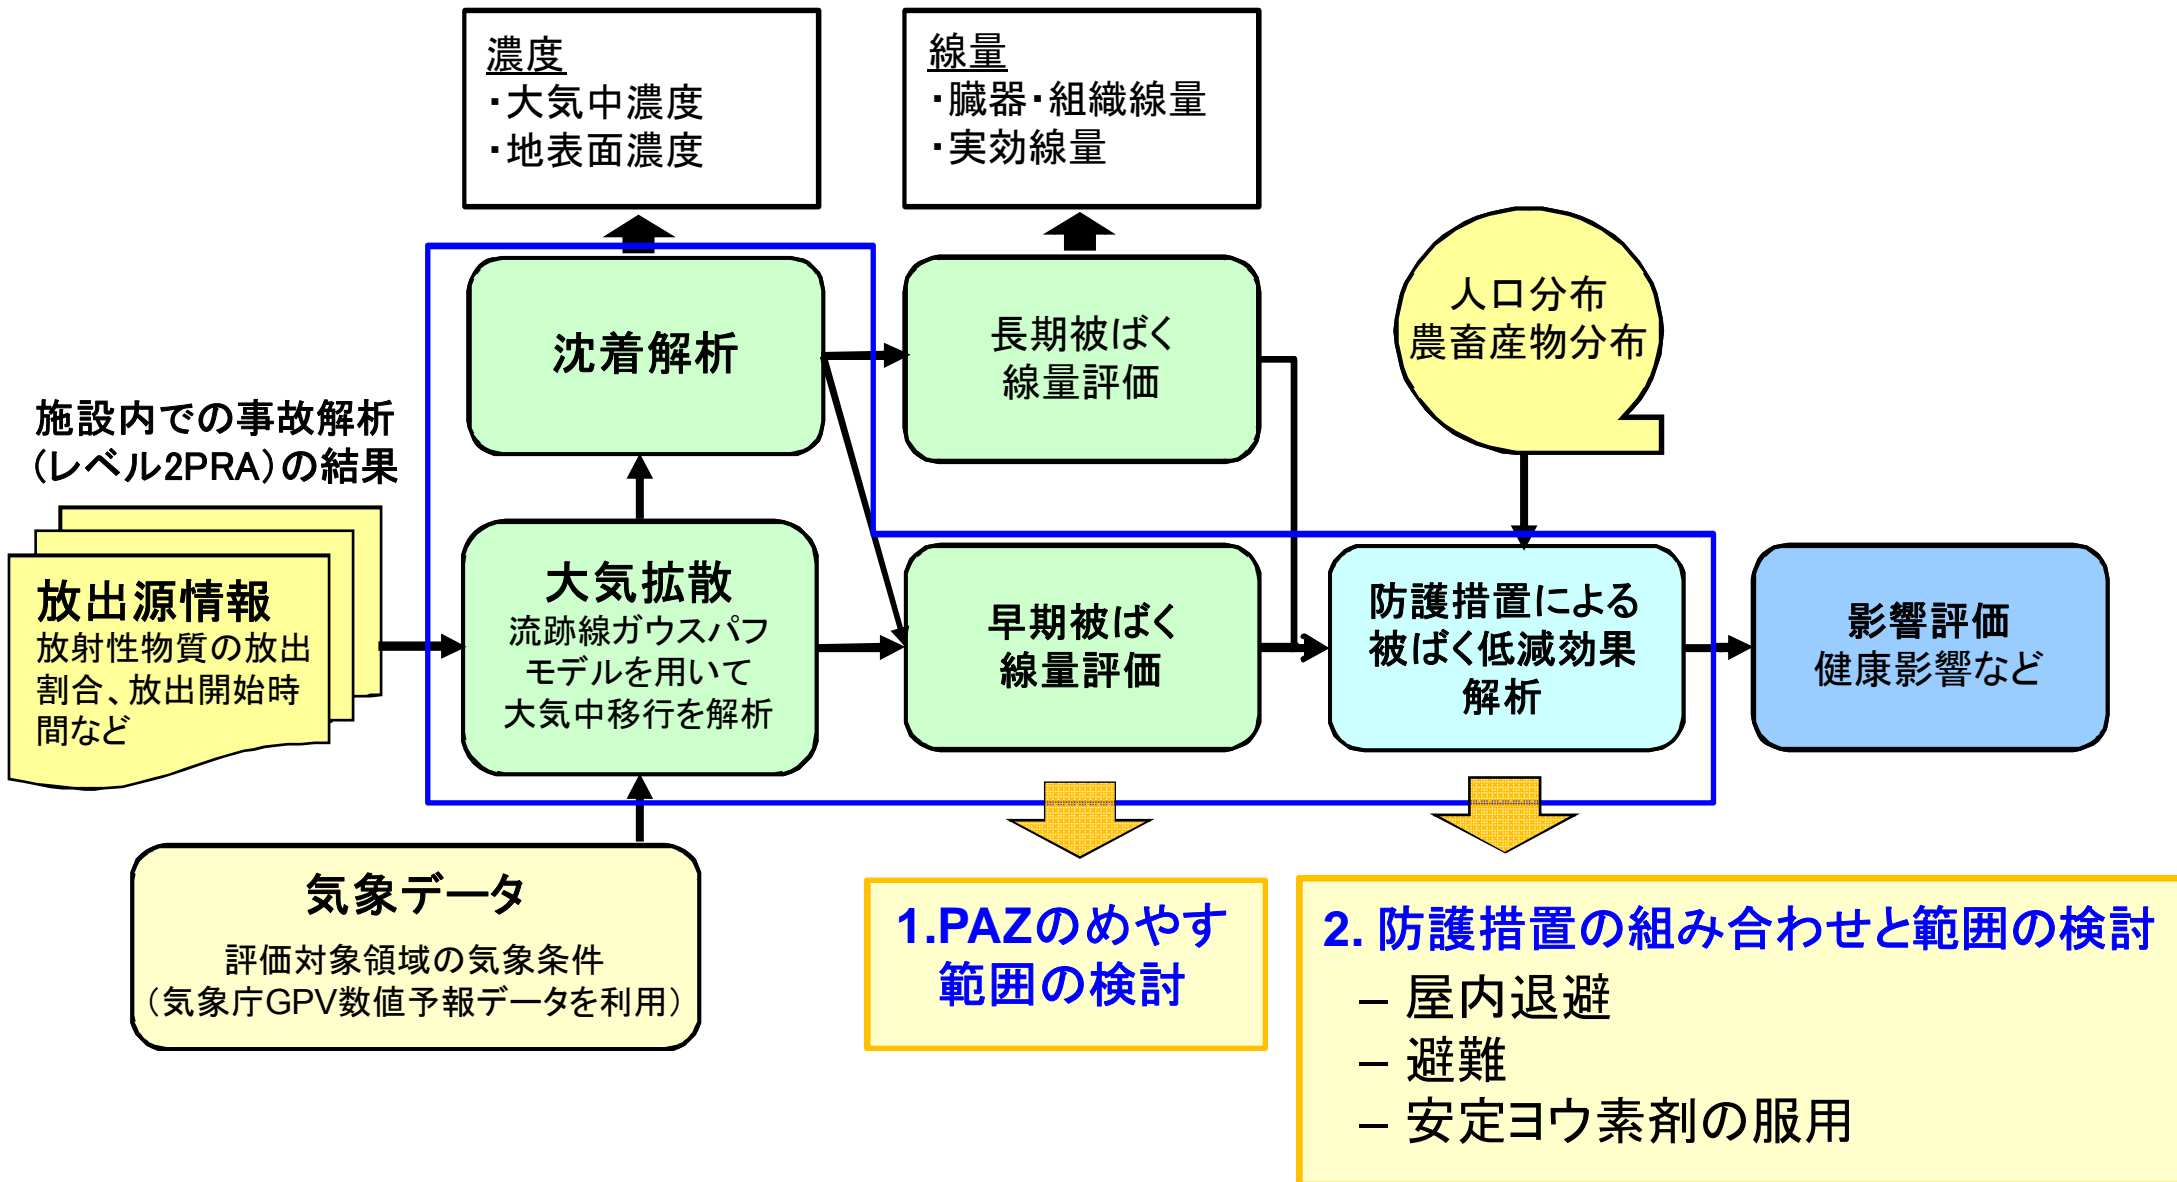 濃度
・大気中濃度
・地表面濃度
線量
・臓器・組織線量
・実効線量
沈着解析
長期被ばく
線量評価
人口分布
農畜産物分布
施設内での事故解析
(レベル2PRA)の結果
放出源情報
放射性物質の放出
割合、放出開始時
間など
大気拡散
流跡線ガウスパフ
モデルを用いて
大気中移行を解析
早期被ばく
線量評価
防護措置による
被ばく低減効果
解析
影響評価
健康影響など
気象データ
評価対象領域の気象条件
（気象庁GPV数値予報データを利用）
1.PAZのめやす
範囲の検討
2. 防護措置の組み合わせと範囲の検討
– 屋内退避
– 避難
– 安定ヨウ素剤の服用